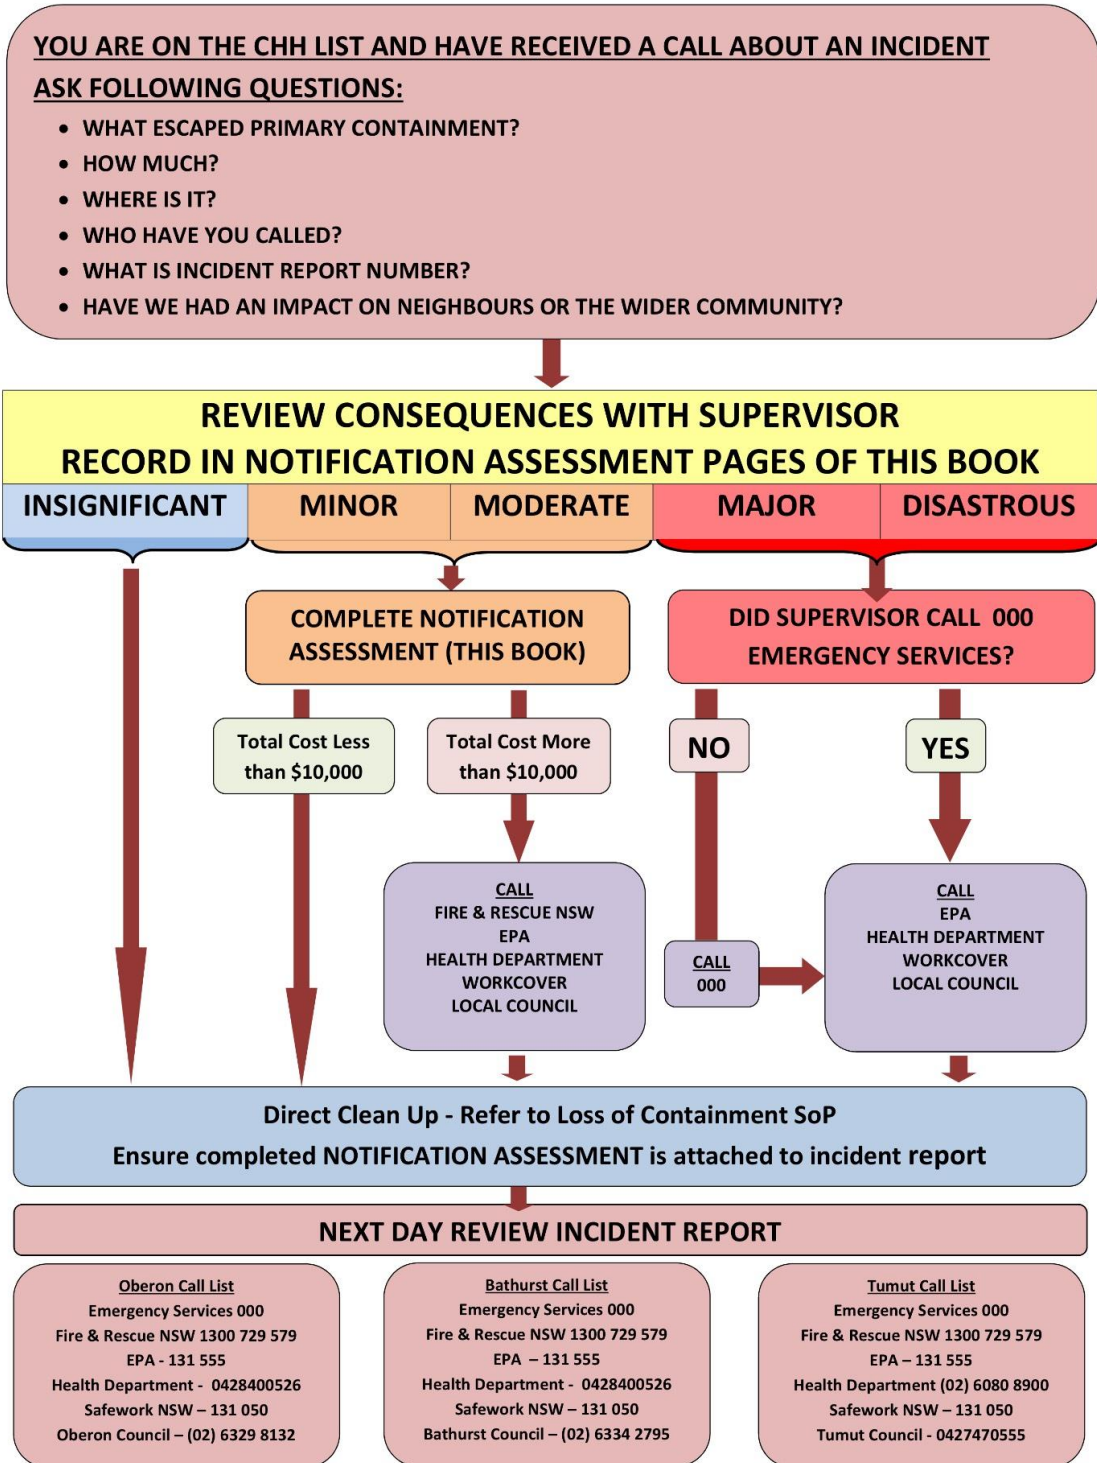 YOU ARE ON THE CHH LIST AND HAVE RECEIVED A CALL ABOUT AN INCIDENT
ASK FOLLOWING QUESTIONS:
• WHAT ESCAPED PRIMARY CONTAINMENT?
• HOW MUCH?
• WHERE IS IT?
• WHO HAVE YOU CALLED?
• WHAT IS INCIDENT REPORT NUMBER?
• HAVE WE HAD AN IMPACT ON NEIGHBOURS OR THE WIDER COMMUNITY?
REVIEW CONSEQUENCES WITH SUPERVISOR
RECORD IN NOTIFICATION ASSESSMENT PAGES OF THIS BOOK
INSIGNIFICANT
MINOR
MODERATE
MAJOR
DISASTROUS
COMPLETE NOTIFICATION
ASSESSMENT (THIS BOOK)
DID SUPERVISOR CALL 000
EMERGENCY SERVICES?
Total Cost Less
than $10,000
Total Cost More
than $10,000
NO
YES
CALL
FIRE & RESCUE NSW
EPA
HEALTH DEPARTMENT
WORKCOVER
LOCAL COUNCIL
CALL
000
CALL
EPA
HEALTH DEPARTMENT
WORKCOVER
LOCAL COUNCIL
Direct Clean Up - Refer to Loss of Containment SoP
Ensure completed NOTIFICATION ASSESSMENT is attached to incident report
NEXT DAY REVIEW INCIDENT REPORT
Oberon Call List
Emergency Services 000
Fire & Rescue NSW 1300 729 579
EPA - 131 555
Health Department - 0428400526
Safework NSW – 131 050
Oberon Council – (02) 6329 8132
Bathurst Call List
Emergency Services 000
Fire & Rescue NSW 1300 729 579
EPA – 131 555
Health Department - 0428400526
Safework NSW – 131 050
Bathurst Council – (02) 6334 2795
Tumut Call List
Emergency Services 000
Fire & Rescue NSW 1300 729 579
EPA – 131 555
Health Department (02) 6080 8900
Safework NSW – 131 050
Tumut Council - 0427470555